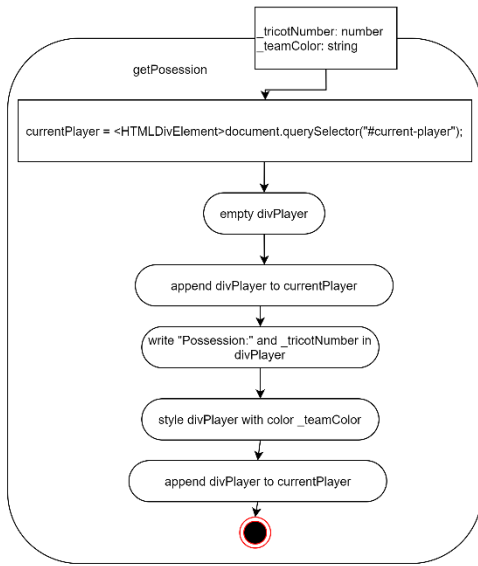 _tricotNumber: number
_teamColor: string
getPosession
currentPlayer = <HTMLDivElement>document.querySelector("#current-player");
empty divPlayer
append divPlayer to currentPlayer
write "Possession:" and _tricotNumber in
divPlayer
style divPlayer with color _teamColor
append divPlayer to currentPlayer